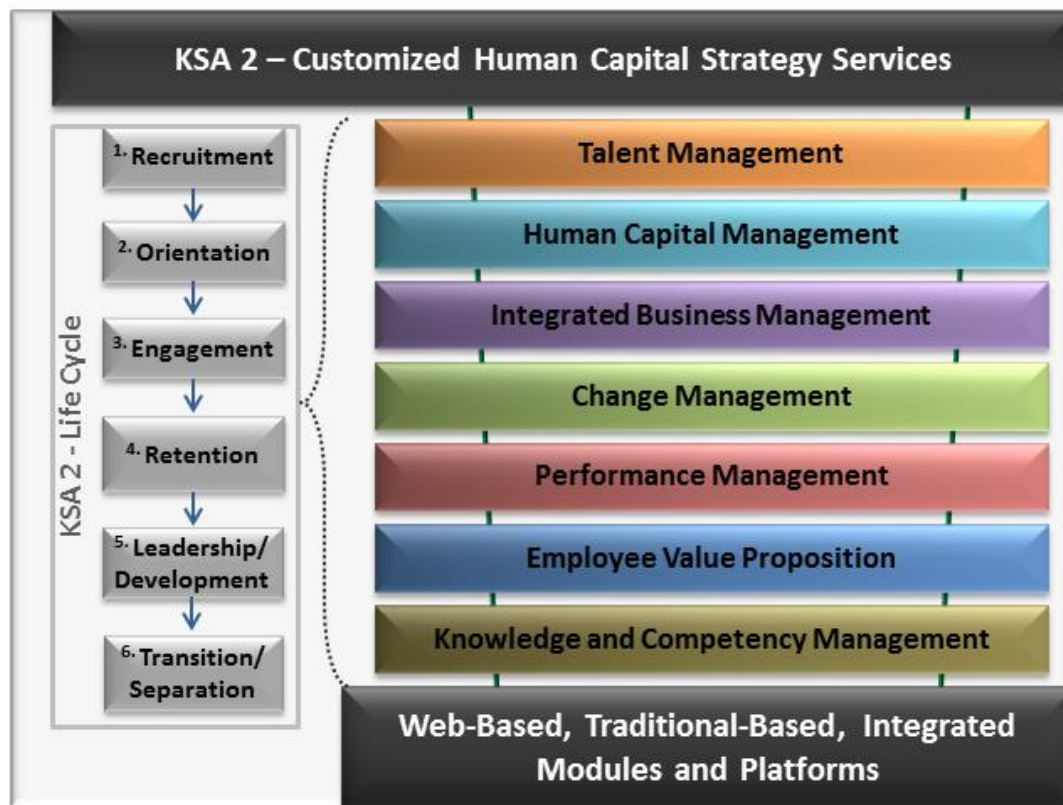 KSA 2 – Customized Human Capital Strategy Services
KSA 2 - Life Cycle
1. Recruitment
2. Orientation
3. Engagement
4. Retention
5. Leadership/
Development
6. Transition/
Separation
Talent Management
Human Capital Management
Integrated Business Management
Change Management
Performance Management
Employee Value Proposition
Knowledge and Competency Management
Web-Based, Traditional-Based, Integrated
Modules and Platforms